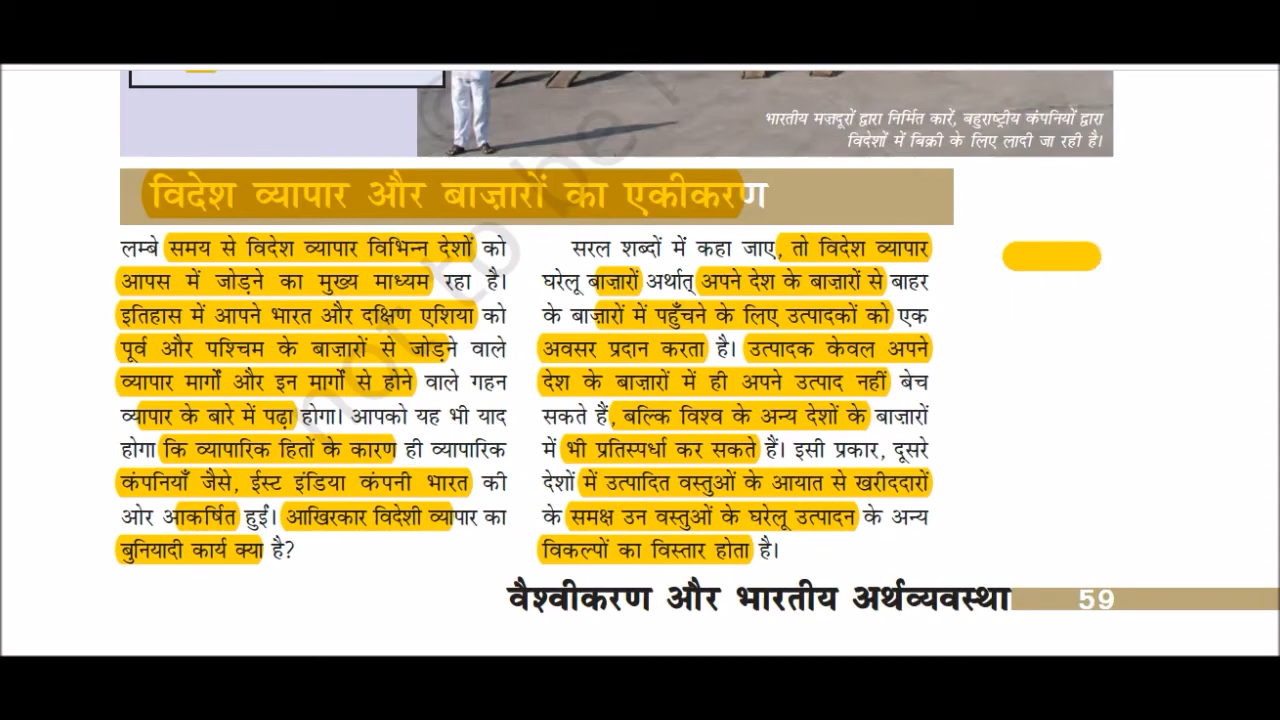 भारतीय मज़दूरों द्वारा निर्मित कारें, बहुराष्ट्रीय कंपनियों द्वारा
विदेशों में बिक्री के लिए लादी जा रही है।
विदेश व्यापार और बाज़ारों का एकीकरण
लम्बे समय से विदेश व्यापार विभिन्न देशों को
आपस में जोड़ने का मुख्य माध्यम रहा है।
इतिहास में आपने भारत और दक्षिण एशिया को
पूर्व और पश्चिम के बाज़ारों से जोड़ने वाले
व्यापार मार्गों और इन मार्गों से होने वाले गहन
व्यापार के बारे में पढ़ा होगा। आपको यह भी याद
होगा कि व्यापारिक हितों के कारण ही व्यापारिक
कंपनियाँ जैसे, ईस्ट इंडिया कंपनी भारत की
ओर आकर्षित हुईं। आखिरकार विदेशी व्यापार का
बुनियादी कार्य क्या है?
सरल शब्दों में कहा जाए, तो विदेश व्यापार
घरेलू बाज़ारों अर्थात् अपने देश के बाज़ारों से बाहर
के बाज़ारों में पहुँचने के लिए उत्पादकों को एक
अवसर प्रदान करता है। उत्पादक केवल अपने
देश के बाज़ारों में ही अपने उत्पाद नहीं बेच
सकते हैं, बल्कि विश्व के अन्य देशों के बाज़ारों
में भी प्रतिस्पर्धा कर सकते हैं। इसी प्रकार, दूसरे
देशों में उत्पादित वस्तुओं के आयात से खरीददारों
के समक्ष उन वस्तुओं के घरेलू उत्पादन के अन्य
विकल्पों का विस्तार होता है।
वैश्वीकरण और भारतीय अर्थव्यवस्था 59
not to be r